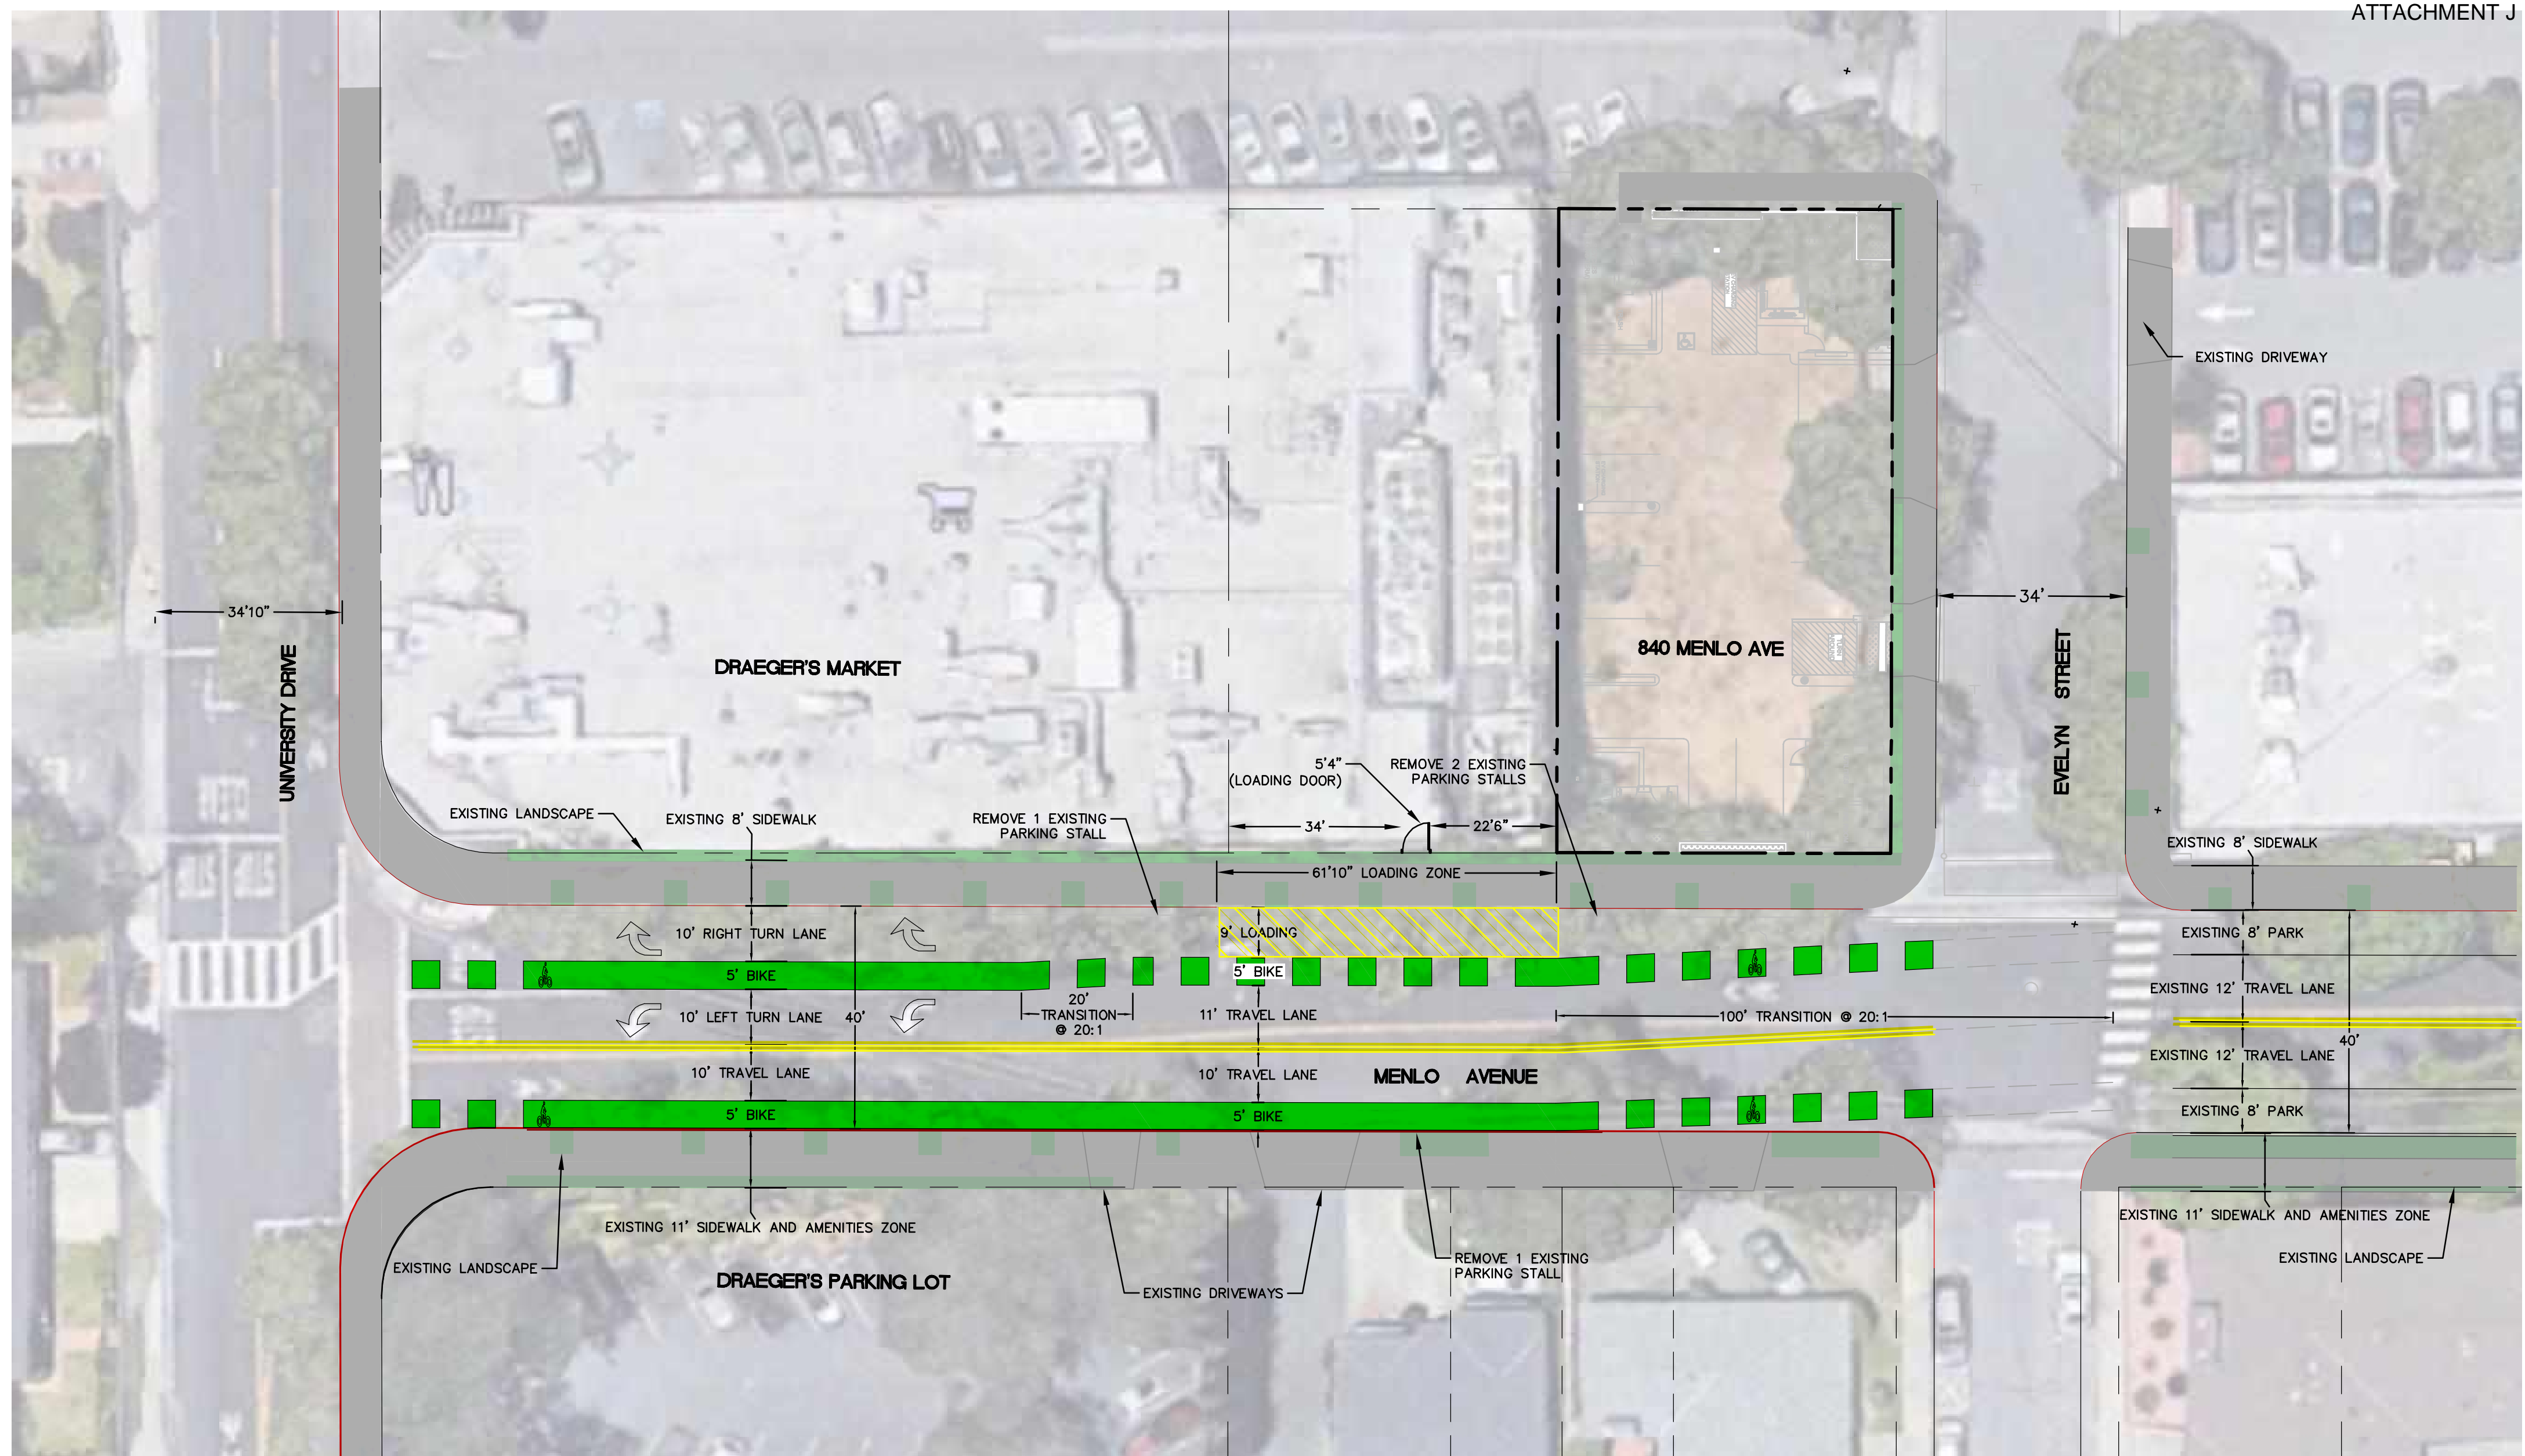 ATTACHMENT J
EXISTING DRIVEWAY
34'10"
34'
UNIVERSITY DRIVE
EVELYN STREET
DRAEGER'S MARKET
840 MENLO AVE
5'4"
(LOADING DOOR)
REMOVE 2 EXISTING
PARKING STALLS
EXISTING LANDSCAPE
EXISTING 8' SIDEWALK
REMOVE 1 EXISTING
PARKING STALL
34'
22'6"
EXISTING 8' SIDEWALK
61'10" LOADING ZONE
10' RIGHT TURN LANE
9' LOADING
EXISTING 8' PARK
5' BIKE
5' BIKE
EXISTING 12' TRAVEL LANE
10' LEFT TURN LANE
40'
20'
TRANSITION
@ 20:1
11' TRAVEL LANE
100' TRANSITION @ 20:1
40'
EXISTING 12' TRAVEL LANE
10' TRAVEL LANE
10' TRAVEL LANE
MENLO AVENUE
5' BIKE
5' BIKE
EXISTING 8' PARK
EXISTING 11' SIDEWALK AND AMENITIES ZONE
EXISTING 11' SIDEWALK AND AMENITIES ZONE
EXISTING LANDSCAPE
DRAEGER'S PARKING LOT
EXISTING DRIVEWAYS
REMOVE 1 EXISTING
PARKING STALL
EXISTING LANDSCAPE